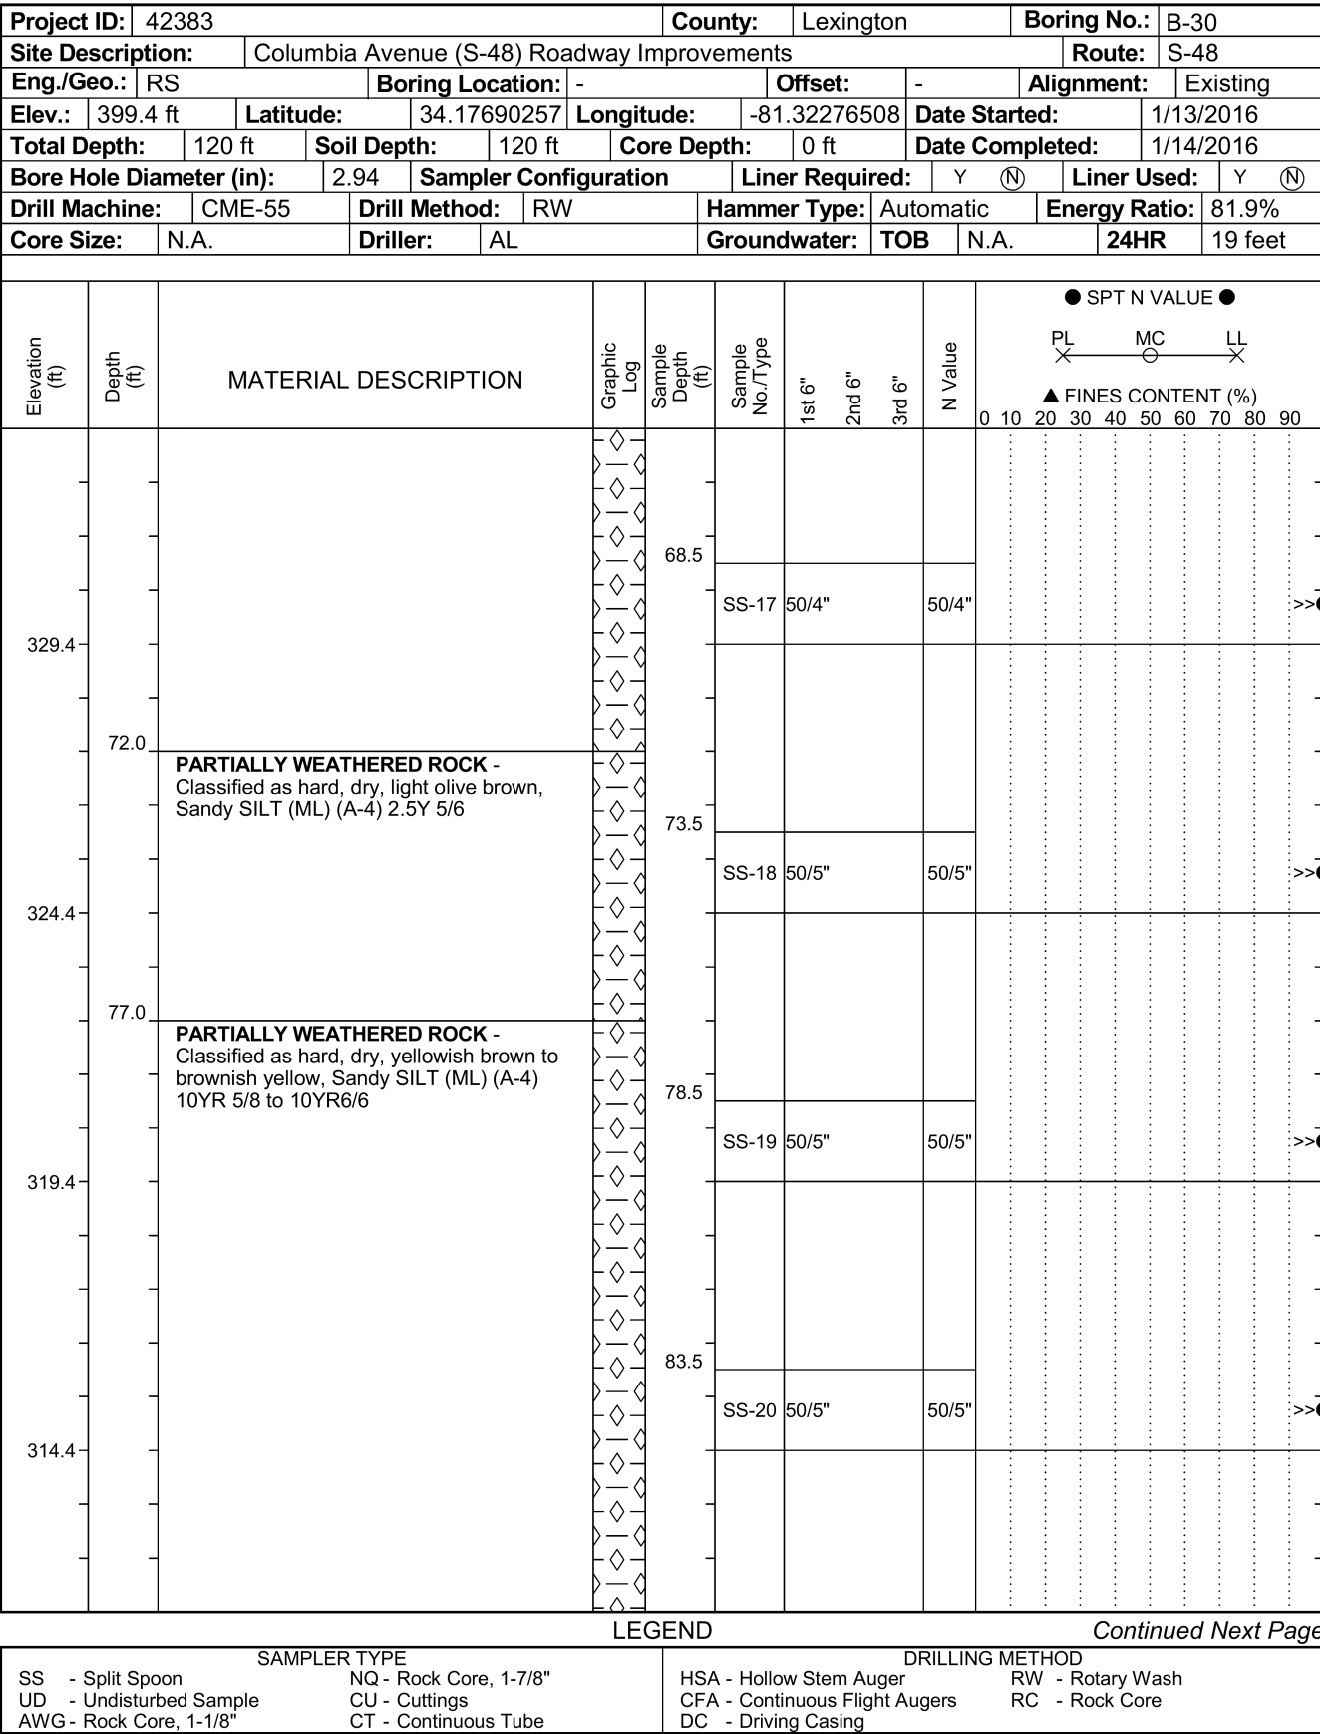 Project ID: 42383 County: Lexington Boring No.: B-30
Site Description: Columbia Avenue (S-48) Roadway Improvements Route: S-48
Eng./Geo.: RS Boring Location: - Offset: - Alignment: Existing
Elev.: 399.4 ft Latitude: 34.17690257 Longitude: -81.32276508 Date Started: 1/13/2016
Total Depth: 120 ft Soil Depth: 120 ft Core Depth: 0 ft Date Completed: 1/14/2016
Bore Hole Diameter (in): 2.94 Sampler Configuration Liner Required: Y N Liner Used: Y N
Drill Machine: CME-55 Drill Method: RW Hammer Type: Automatic Energy Ratio: 81.9%
Core Size: N.A. Driller: AL Groundwater: TOB N.A. 24HR 19 feet
Elevation (ft)
Depth (ft)
MATERIAL DESCRIPTION
Graphic Log
Sample Depth (ft)
Sample No./Type
1st 6"
2nd 6"
3rd 6"
N Value
● SPT N VALUE ●
PL MC LL
▲ FINES CONTENT (%)
0 10 20 30 40 50 60 70 80 90
68.5
SS-17 50/4" 50/4" >>
329.4
72.0
PARTIALLY WEATHERED ROCK -
Classified as hard, dry, light olive brown,
Sandy SILT (ML) (A-4) 2.5Y 5/6
73.5
SS-18 50/5" 50/5" >>
324.4
77.0
PARTIALLY WEATHERED ROCK -
Classified as hard, dry, yellowish brown to
brownish yellow, Sandy SILT (ML) (A-4)
10YR 5/8 to 10YR6/6
78.5
SS-19 50/5" 50/5" >>
319.4
83.5
SS-20 50/5" 50/5" >>
314.4
LEGEND Continued Next Page
SAMPLER TYPE DRILLING METHOD
SS - Split Spoon NQ - Rock Core, 1-7/8" HSA - Hollow Stem Auger RW - Rotary Wash
UD - Undisturbed Sample CU - Cuttings CFA - Continuous Flight Augers RC - Rock Core
AWG - Rock Core, 1-1/8" CT - Continuous Tube DC - Driving Casing